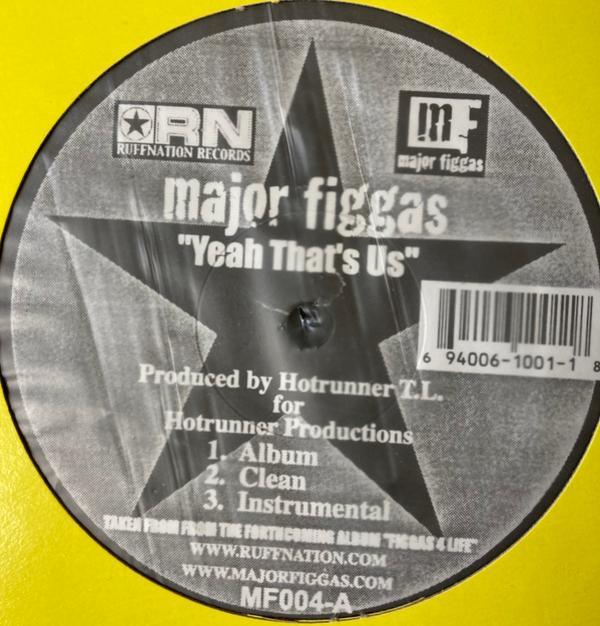 RN
RUFFNATION RECORDS
mF
major figgas
major figgas
"Yeah That's Us"
6 94006-1001-1 8
Produced by Hotrunner T.L.
for
Hotrunner Productions
1. Album
2. Clean
3. Instrumental
TAKEN FROM FROM THE FORTHCOMING ALBUM "FIGGAS 4 LIFE"
WWW.RUFFNATION.COM
WWW.MAJORFIGGAS.COM
MF004-A